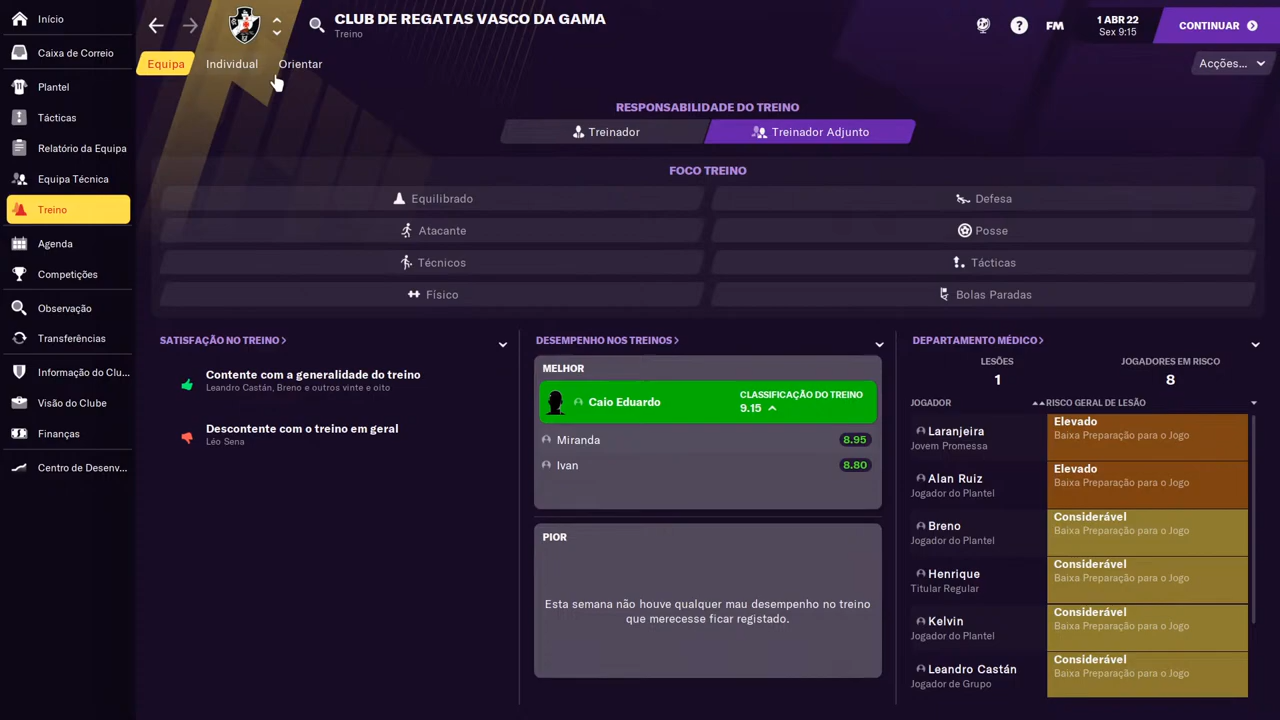 Início
Caixa de Correio
Plantel
Tácticas
Relatório da Equipa
Equipa Técnica
Treino
Agenda
Competições
Observação
Transferências
Informação do Clu...
Visão do Clube
Finanças
Centro de Desenv...
CLUB DE REGATAS VASCO DA GAMA
Treino
?
FM
1 ABR 22
Sex 9:15
CONTINUAR
Equipa
Individual
Orientar
Acções...
RESPONSABILIDADE DO TREINO
Treinador
Treinador Adjunto
FOCO TREINO
Equilibrado
Defesa
Atacante
Posse
Técnicos
Tácticas
Físico
Bolas Paradas
SATISFAÇÃO NO TREINO
Contente com a generalidade do treino
Leandro Castán, Breno e outros vinte e oito
Descontente com o treino em geral
Léo Sena
DESEMPENHO NOS TREINOS
MELHOR
Caio Eduardo
CLASSIFICAÇÃO DO TREINO
9.15
Miranda
8.95
Ivan
8.80
PIOR
Esta semana não houve qualquer mau desempenho no treino
que merecesse ficar registado.
DEPARTAMENTO MÉDICO
LESÕES
1
JOGADORES EM RISCO
8
JOGADOR
RISCO GERAL DE LESÃO
Laranjeira
Jovem Promessa
Elevado
Baixa Preparação para o Jogo
Alan Ruiz
Jogador do Plantel
Elevado
Baixa Preparação para o Jogo
Breno
Jogador do Plantel
Considerável
Baixa Preparação para o Jogo
Henrique
Titular Regular
Considerável
Baixa Preparação para o Jogo
Kelvin
Jogador do Plantel
Considerável
Baixa Preparação para o Jogo
Leandro Castán
Jogador de Grupo
Considerável
Baixa Preparação para o Jogo